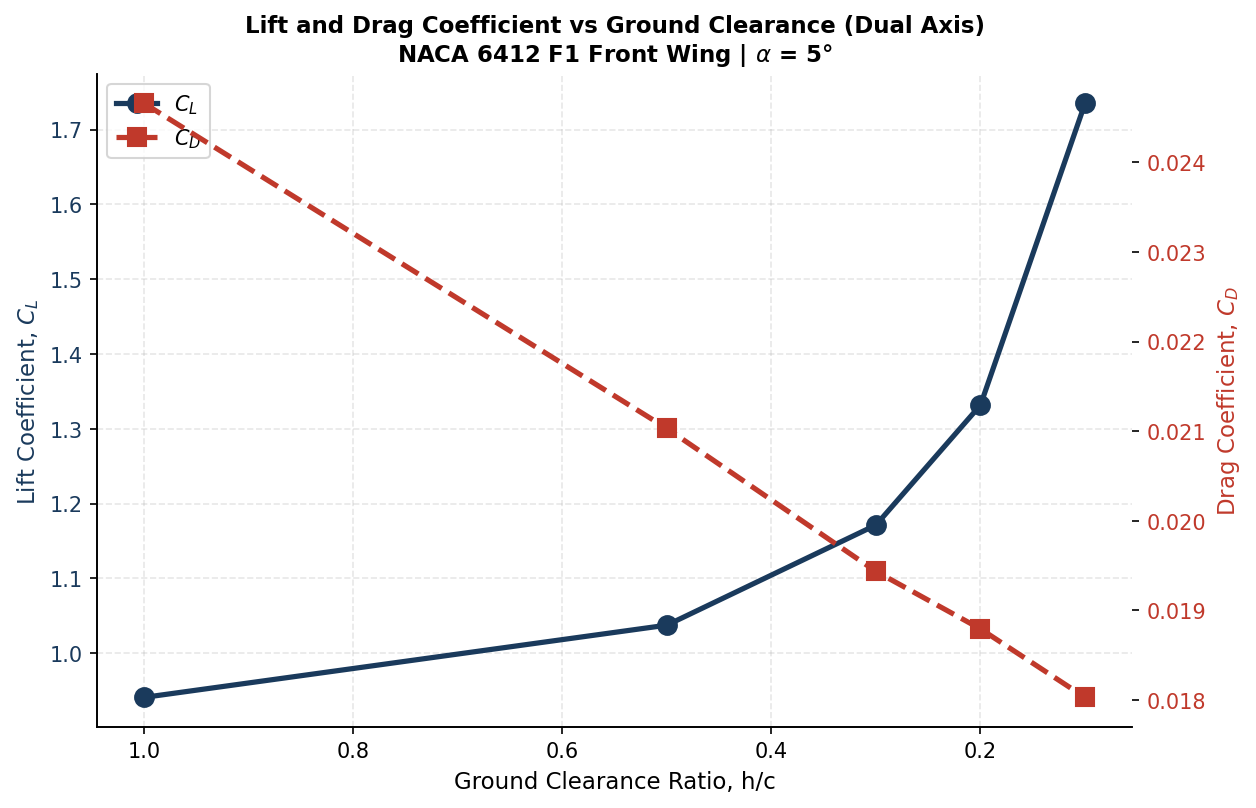 Lift and Drag Coefficient vs Ground Clearance (Dual Axis)
NACA 6412 F1 Front Wing | α = 5°
C_L
C_D
1.7
1.6
1.5
1.4
1.3
1.2
1.1
1.0
Lift Coefficient, C_L
0.024
0.023
0.022
0.021
0.020
0.019
0.018
Drag Coefficient, C_D
1.0 0.8 0.6 0.4 0.2
Ground Clearance Ratio, h/c